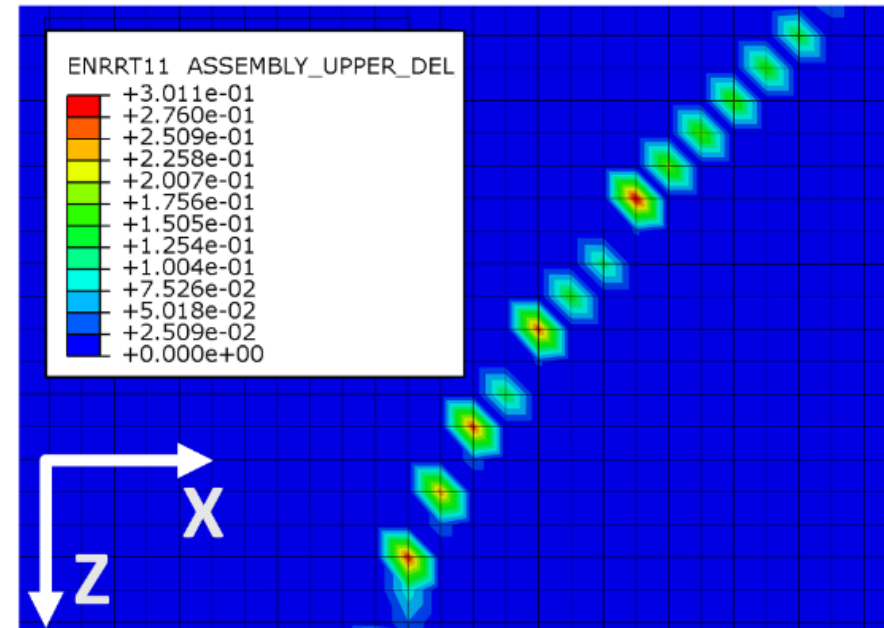 ENRRT11 ASSEMBLY_UPPER_DEL
+3.011e-01
+2.760e-01
+2.509e-01
+2.258e-01
+2.007e-01
+1.756e-01
+1.505e-01
+1.254e-01
+1.004e-01
+7.526e-02
+5.018e-02
+2.509e-02
+0.000e+00
X
Z